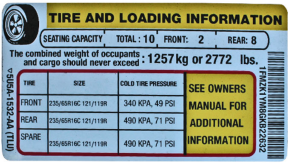 TIRE AND LOADING INFORMATION
SEATING CAPACITY TOTAL: 10 FRONT: 2 REAR: 8
The combined weight of occupants
and cargo should never exceed: 1257kg or 2772 lbs.
TIRE SIZE COLD TIRE PRESSURE
FRONT 235/65R16C 121/119R 340 KPA, 49 PSI
REAR 235/65R16C 121/119R 490 KPA, 71 PSI
SPARE 235/65R16C 121/119R 490 KPA, 71 PSI
SEE OWNERS
MANUAL FOR
ADDITIONAL
INFORMATION
5U5A-1532-AA (TLU)
1FMZK1YM8GKB22632